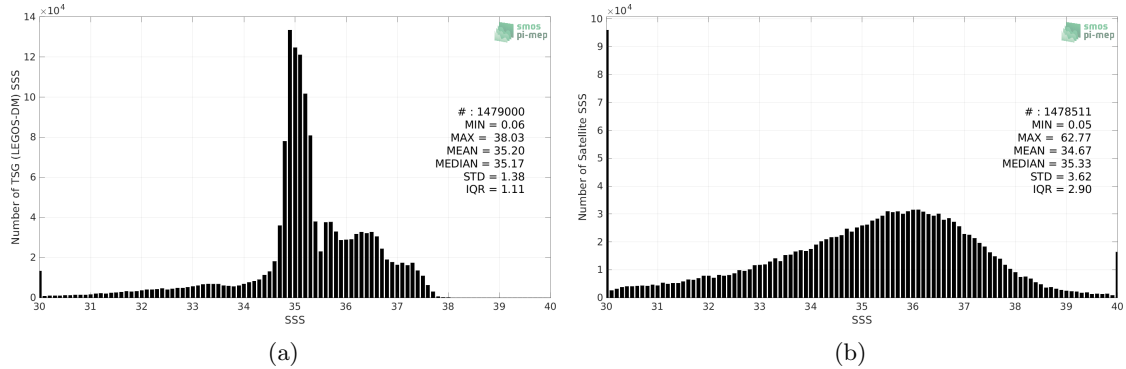 ×10⁴
14
12
10
8
6
4
2
0
Number of TSG (LEGOS-DM) SSS
smos
pi-mep
# : 1479000
MIN = 0.06
MAX = 38.03
MEAN = 35.20
MEDIAN = 35.17
STD = 1.38
IQR = 1.11
30 31 32 33 34 35 36 37 38 39 40
SSS
(a)
×10⁴
10
9
8
7
6
5
4
3
2
1
0
Number of Satellite SSS
smos
pi-mep
# : 1478511
MIN = 0.05
MAX = 62.77
MEAN = 34.67
MEDIAN = 35.33
STD = 3.62
IQR = 2.90
30 31 32 33 34 35 36 37 38 39 40
SSS
(b)